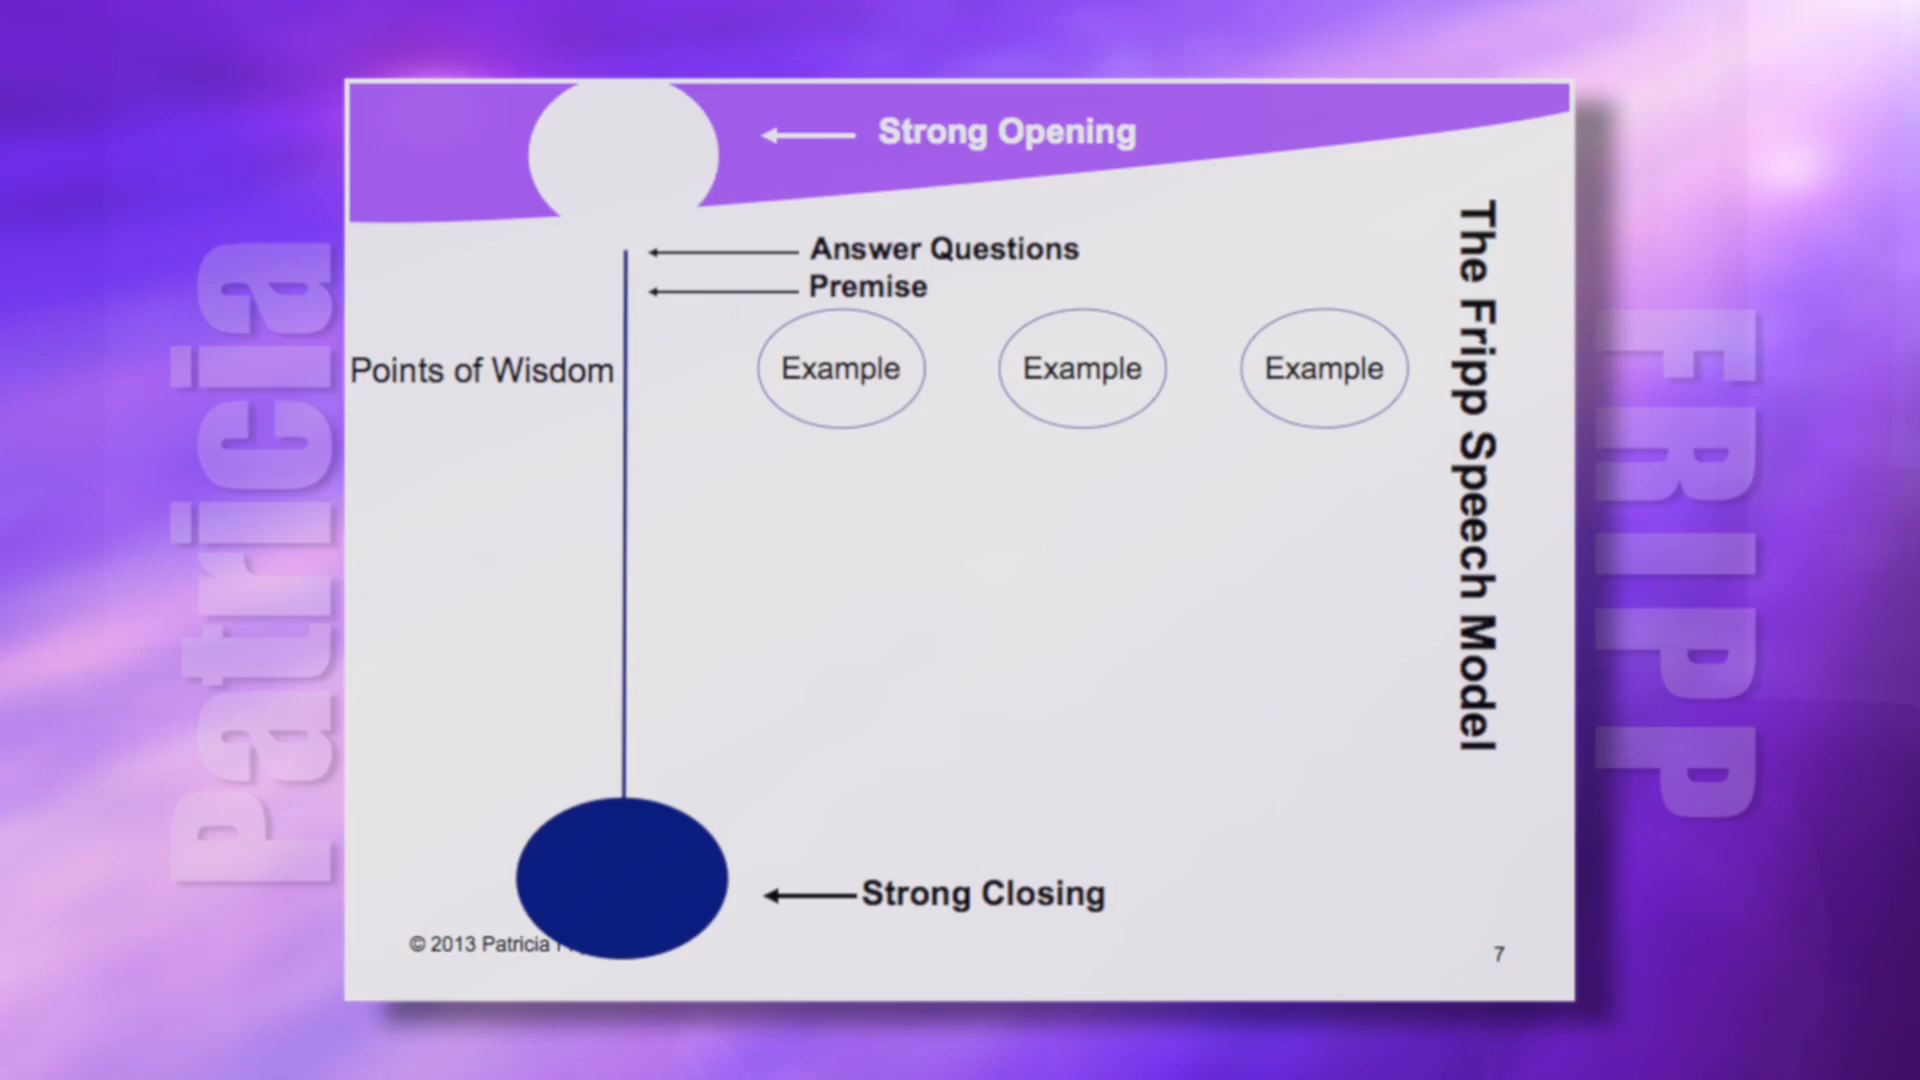 Patricia
FRIPP
Strong Opening
Answer Questions
Premise
Points of Wisdom
Example
Example
Example
The Fripp Speech Model
Strong Closing
© 2013 Patricia
7